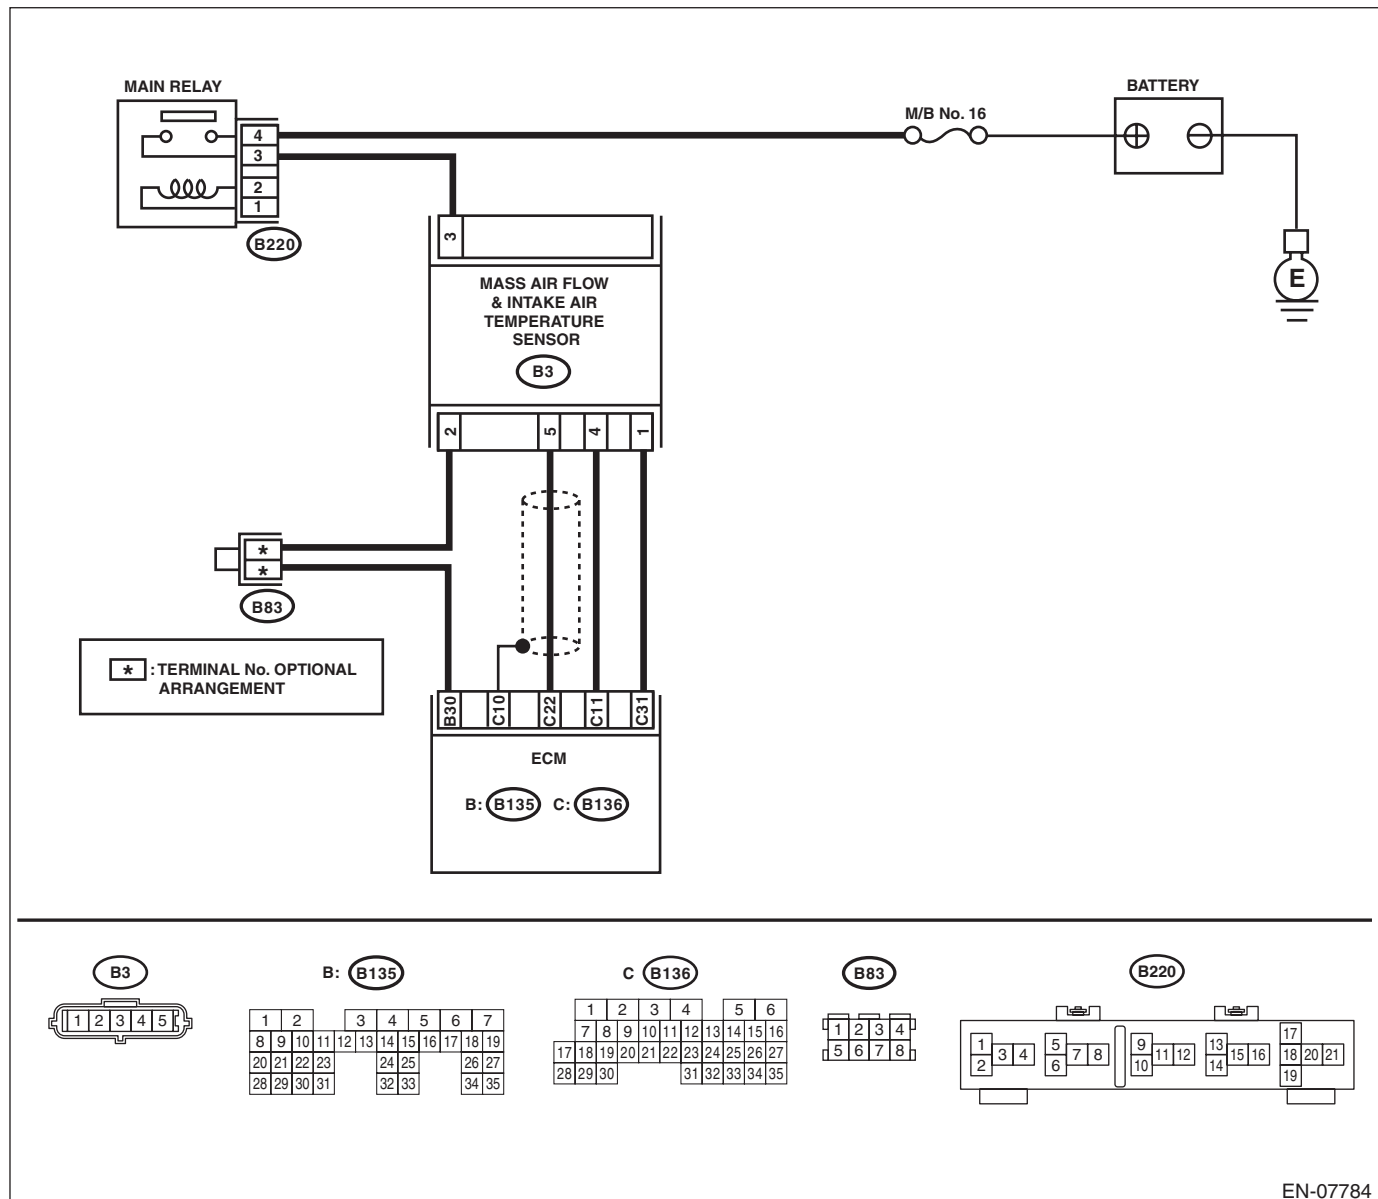 MAIN RELAY
BATTERY
M/B No. 16
4
3
2
1
B220
E
3
MASS AIR FLOW
& INTAKE AIR
TEMPERATURE
SENSOR
B3
2 5 4 1
*
*
B83
* : TERMINAL No. OPTIONAL
ARRANGEMENT
B30 C10 C22 C11 C31
ECM
B: B135 C: B136
B3
1 2 3 4 5
B: B135
1 2 3 4 5 6 7
8 9 10 11 12 13 14 15 16 17 18 19
20 21 22 23 24 25 26 27
28 29 30 31 32 33 34 35
C B136
1 2 3 4 5 6
7 8 9 10 11 12 13 14 15 16
17 18 19 20 21 22 23 24 25 26 27
28 29 30 31 32 33 34 35
B83
1 2 3 4
5 6 7 8
B220
1 2 3 4
5 6 7 8
9 10 11 12
13 14 15 16
17 18 19 20 21
EN-07784